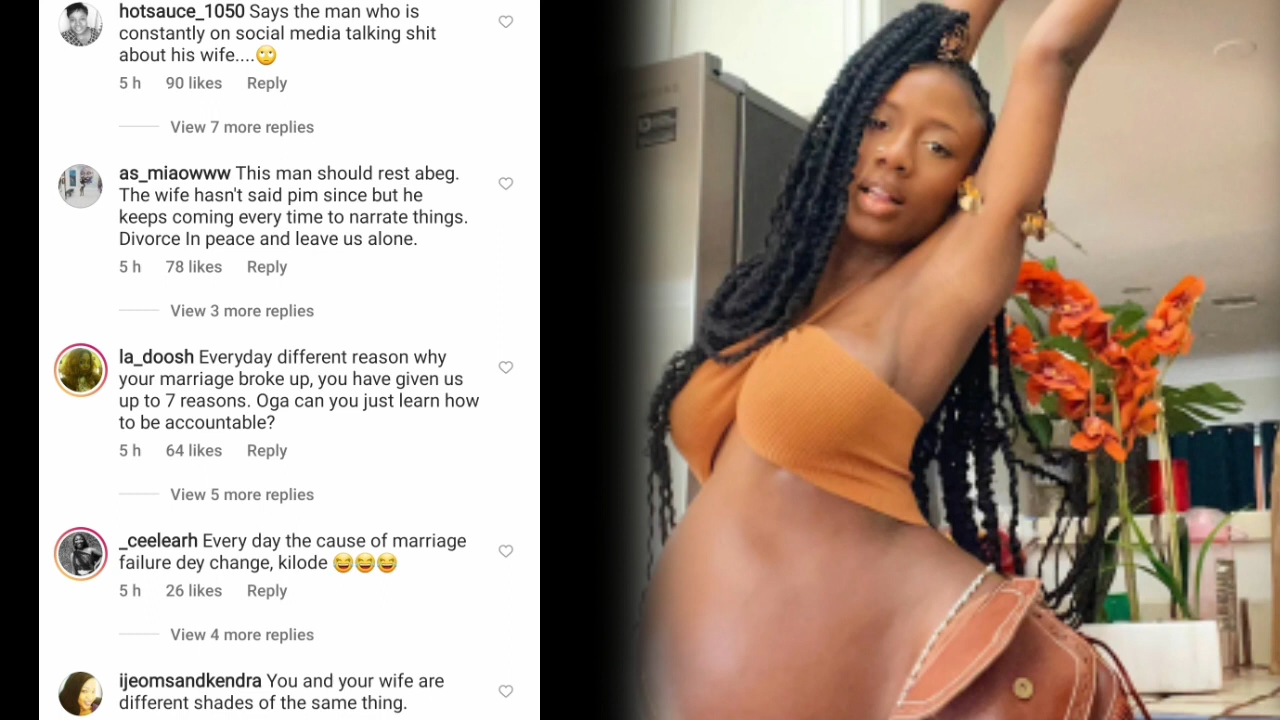 hotsauce_1050 Says the man who is
constantly on social media talking shit
about his wife....🙄
5 h 90 likes Reply
View 7 more replies
as_miaowww This man should rest abeg.
The wife hasn't said pim since but he
keeps coming every time to narrate things.
Divorce In peace and leave us alone.
5 h 78 likes Reply
View 3 more replies
la_doosh Everyday different reason why
your marriage broke up, you have given us
up to 7 reasons. Oga can you just learn how
to be accountable?
5 h 64 likes Reply
View 5 more replies
_ceelearh Every day the cause of marriage
failure dey change, kilode 😆😆😆
5 h 26 likes Reply
View 4 more replies
ijeomsandkendra You and your wife are
different shades of the same thing.